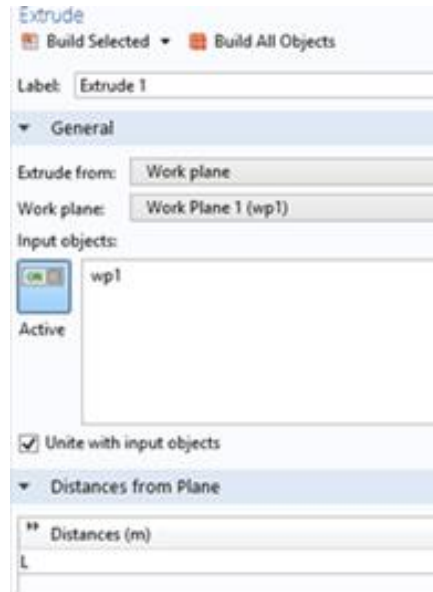 Extrude
Build Selected Build All Objects
Label: Extrude 1
General
Extrude from: Work plane
Work plane: Work Plane 1 (wp1)
Input objects:
ON
wp1
Active
Unite with input objects
Distances from Plane
Distances (m)
L